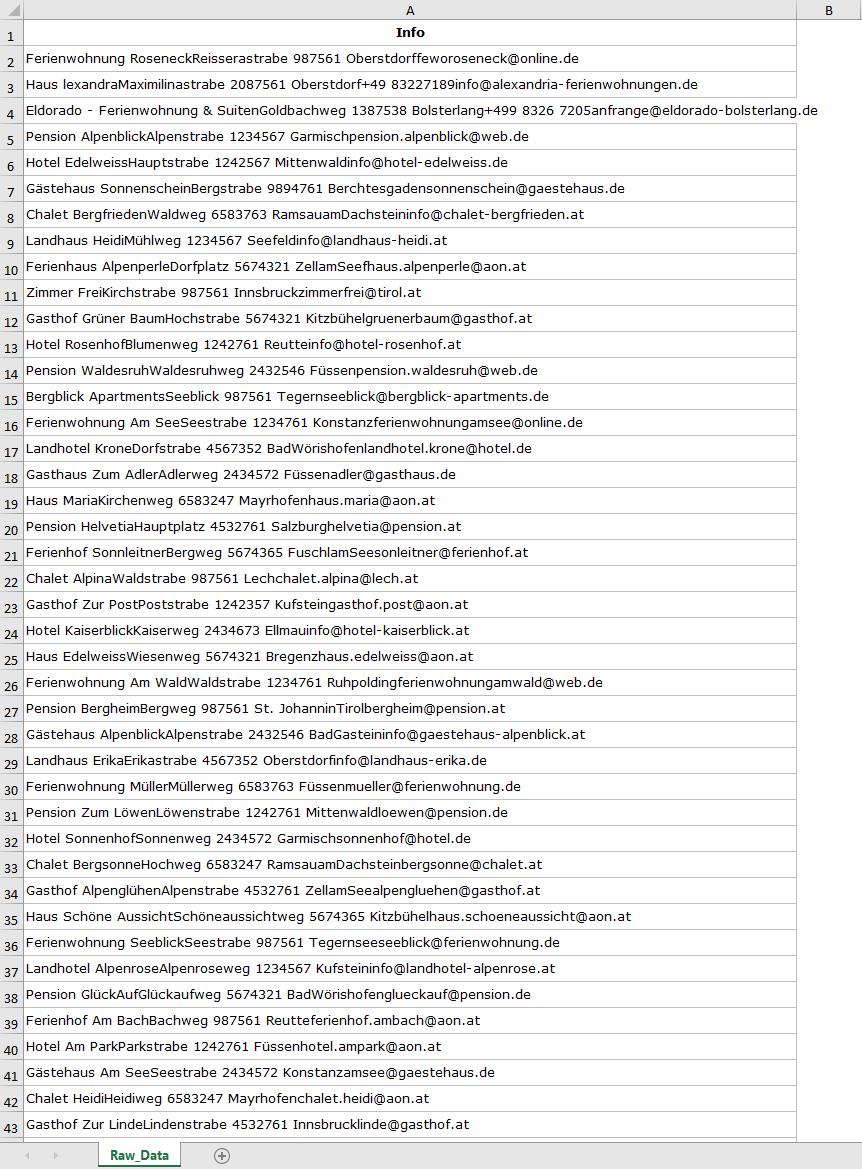 A B
1 Info
2 Ferienwohnung RoseneckReisserastrabe 987561 Oberstdorffeworoseneck@online.de
3 Haus lexandraMaximilinastrabe 2087561 Oberstdorf+49 83227189info@alexandria-ferienwohnungen.de
4 Eldorado - Ferienwohnung & SuitenGoldbachweg 1387538 Bolsterlang+499 8326 7205anfrange@eldorado-bolsterlang.de
5 Pension AlpenblickAlpenstrabe 1234567 Garmischpension.alpenblick@web.de
6 Hotel EdelweissHauptstrabe 1242567 Mittenwaldinfo@hotel-edelweiss.de
7 Gästehaus SonnenscheinBergstrabe 9894761 Berchtesgadensonnenschein@gaestehaus.de
8 Chalet BergfriedenWaldweg 6583763 RamsauamDachsteininfo@chalet-bergfrieden.at
9 Landhaus HeidiMühlweg 1234567 Seefeldinfo@landhaus-heidi.at
10 Ferienhaus AlpenperleDorfplatz 5674321 ZellamSeefhaus.alpenperle@aon.at
11 Zimmer FreiKirchstrabe 987561 Innsbruckzimmerfrei@tirol.at
12 Gasthof Grüner BaumHochstrabe 5674321 Kitzbühelgruenerbaum@gasthof.at
13 Hotel RosenhofBlumenweg 1242761 Reutteinfo@hotel-rosenhof.at
14 Pension WaldesruhWaldesruhweg 2432546 Füssenpension.waldesruh@web.de
15 Bergblick ApartmentsSeeblick 987561 Tegernseeblick@bergblick-apartments.de
16 Ferienwohnung Am SeeSeestrabe 1234761 Konstanzferienwohnungamsee@online.de
17 Landhotel KroneDorfstrabe 4567352 BadWörishofenlandhotel.krone@hotel.de
18 Gasthaus Zum AdlerAdlerweg 2434572 Füssenadler@gasthaus.de
19 Haus MariaKirchenweg 6583247 Mayrhofenhaus.maria@aon.at
20 Pension HelvetiaHauptplatz 4532761 Salzburghelvetia@pension.at
21 Ferienhof SonnleitnerBergweg 5674365 FuschlamSeesonleitner@ferienhof.at
22 Chalet AlpinaWaldstrabe 987561 Lechchalet.alpina@lech.at
23 Gasthof Zur PostPoststrabe 1242357 Kufsteingasthof.post@aon.at
24 Hotel KaiserblickKaiserweg 2434673 Ellmauinfo@hotel-kaiserblick.at
25 Haus EdelweissWiesenweg 5674321 Bregenzhaus.edelweiss@aon.at
26 Ferienwohnung Am WaldWaldstrabe 1234761 Ruhpoldingferienwohnungamwald@web.de
27 Pension BergheimBergweg 987561 St. JohanninTirolbergheim@pension.at
28 Gästehaus AlpenblickAlpenstrabe 2432546 BadGasteininfo@gaestehaus-alpenblick.at
29 Landhaus ErikaErikastrabe 4567352 Oberstdorfinfo@landhaus-erika.de
30 Ferienwohnung MüllerMüllerweg 6583763 Füssenmueller@ferienwohnung.de
31 Pension Zum LöwenLöwenstrabe 1242761 Mittenwaldloewen@pension.de
32 Hotel SonnenhofSonnenweg 2434572 Garmischsonnenhof@hotel.de
33 Chalet BergsonneHochweg 6583247 RamsauamDachsteinbergsonne@chalet.at
34 Gasthof AlpenglühenAlpenstrabe 4532761 ZellamSeealpengluehen@gasthof.at
35 Haus Schöne AussichtSchöneaussichtweg 5674365 Kitzbühelhaus.schoeneaussicht@aon.at
36 Ferienwohnung SeeblickSeestrabe 987561 Tegernseeseeblick@ferienwohnung.de
37 Landhotel AlpenroseAlpenroseweg 1234567 Kufsteininfo@landhotel-alpenrose.at
38 Pension GlückAufGlückaufweg 5674321 BadWörishofenglueckauf@pension.de
39 Ferienhof Am BachBachweg 987561 Reutteferienhof.ambach@aon.at
40 Hotel Am ParkParkstrabe 1242761 Füssenhotel.ampark@aon.at
41 Gästehaus Am SeeSeestrabe 2434572 Konstanzamsee@gaestehaus.de
42 Chalet HeidiHeidiweg 6583247 Mayrhofenchalet.heidi@aon.at
43 Gasthof Zur LindeLindenstrabe 4532761 Innsbrucklinde@gasthof.at
Raw_Data